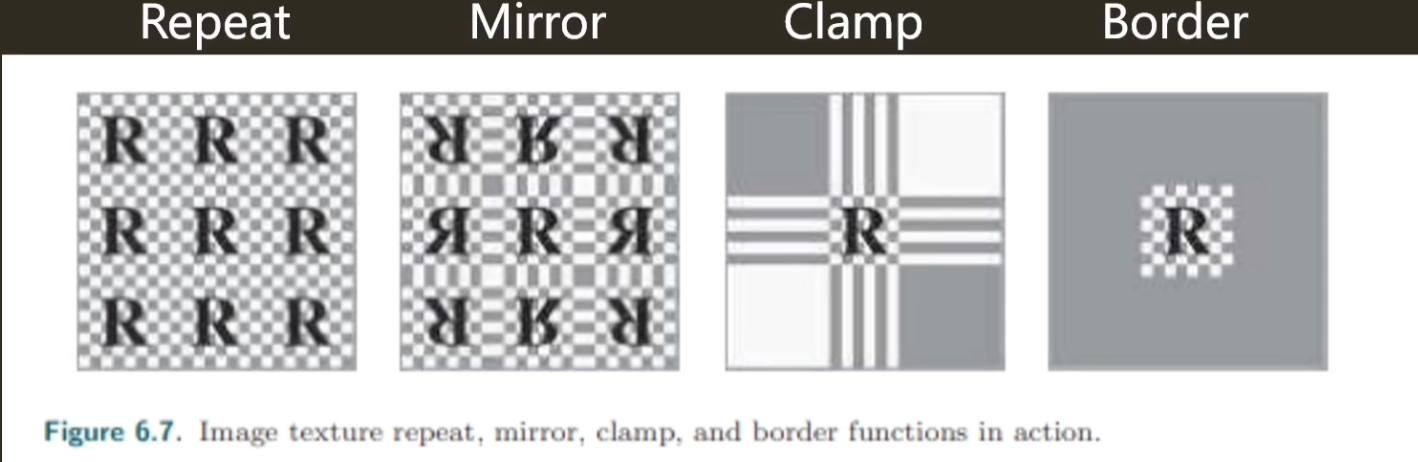 Repeat Mirror Clamp Border
R R R R R R
R R R R R R R R
R R R R R R
Figure 6.7. Image texture repeat, mirror, clamp, and border functions in action.